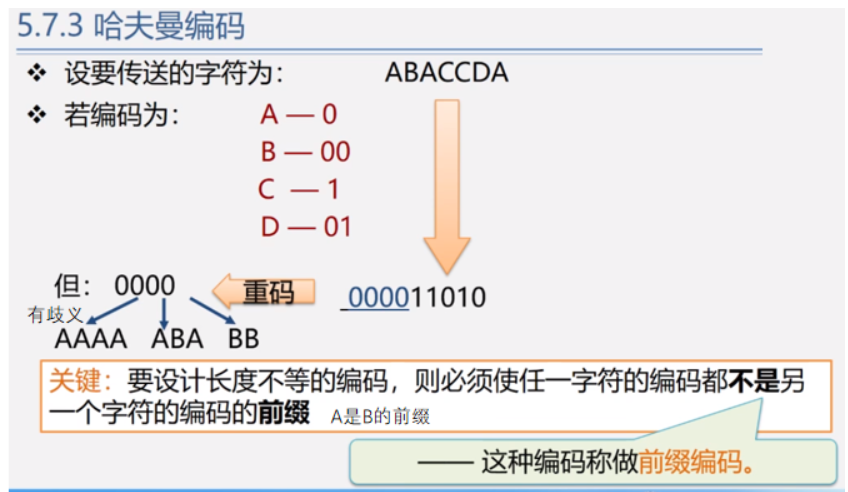 5.7.3 哈夫曼编码
❖ 设要传送的字符为： ABACCDA
❖ 若编码为： A — 0
B — 00
C — 1
D — 01
但： 0000 重码 000011010
有歧义
AAAA ABA BB
关键：要设计长度不等的编码，则必须使任一字符的编码都不是另
一个字符的编码的前缀 A是B的前缀
—— 这种编码称做前缀编码。